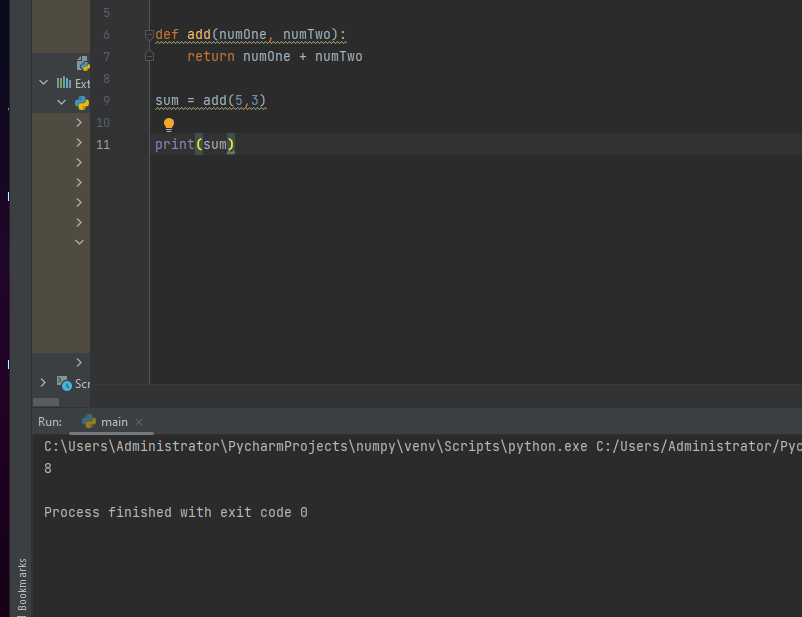 5
6 def add(numOne, numTwo):
7 return numOne + numTwo
8
Ext
9 sum = add(5,3)
10
11 print(sum)
Scr
Run: main
C:\Users\Administrator\PycharmProjects\numpy\venv\Scripts\python.exe C:/Users/Administrator/Pyc
8
Process finished with exit code 0
Bookmarks